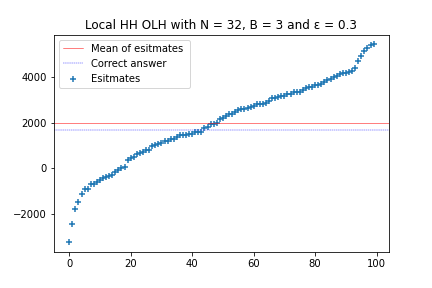 Local HH OLH with N = 32, B = 3 and ε = 0.3
Mean of esitmates
Correct answer
Esitmates
4000
2000
0
−2000
0 20 40 60 80 100